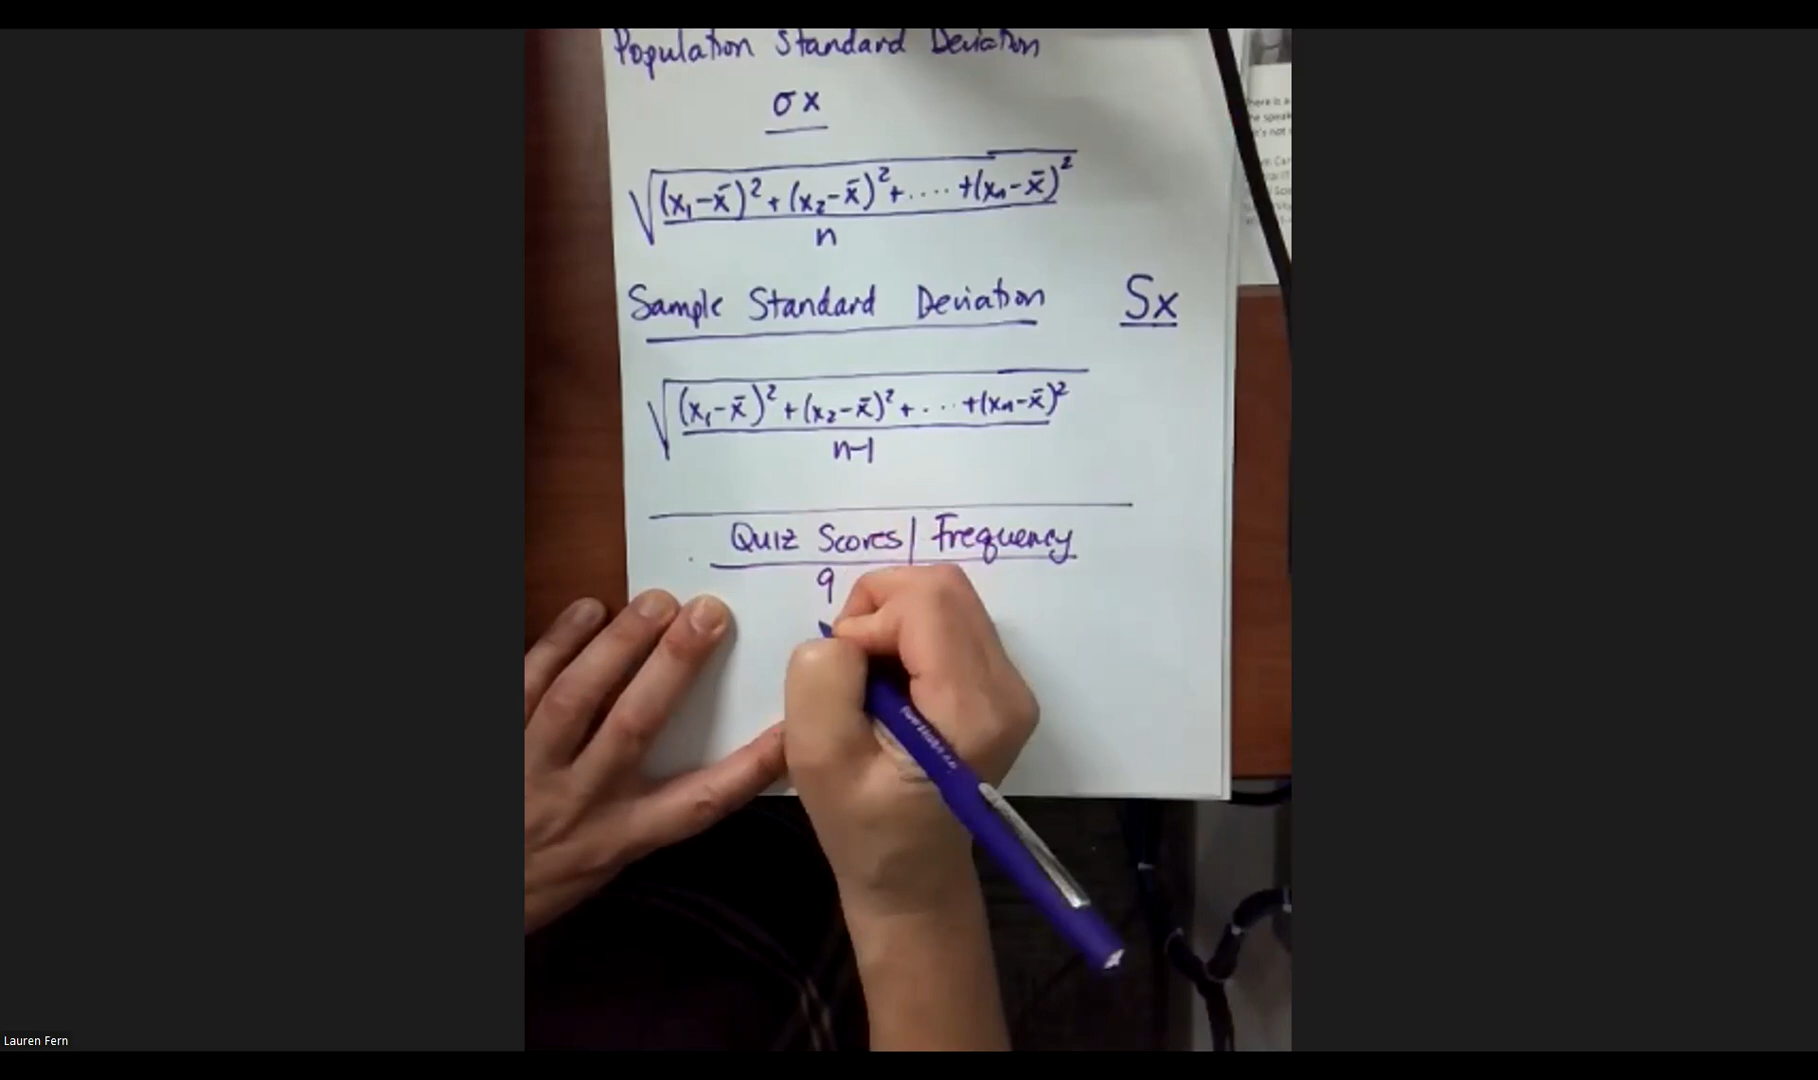 Population Standard Deviation
σx
√((x₁-x̄)²+(x₂-x̄)²+....+(xₙ-x̄)²
n
Sample Standard Deviation Sx
√((x₁-x̄)²+(x₂-x̄)²+....+(xₙ-x̄)²
n-1
Quiz Scores | Frequency
9
Lauren Fern